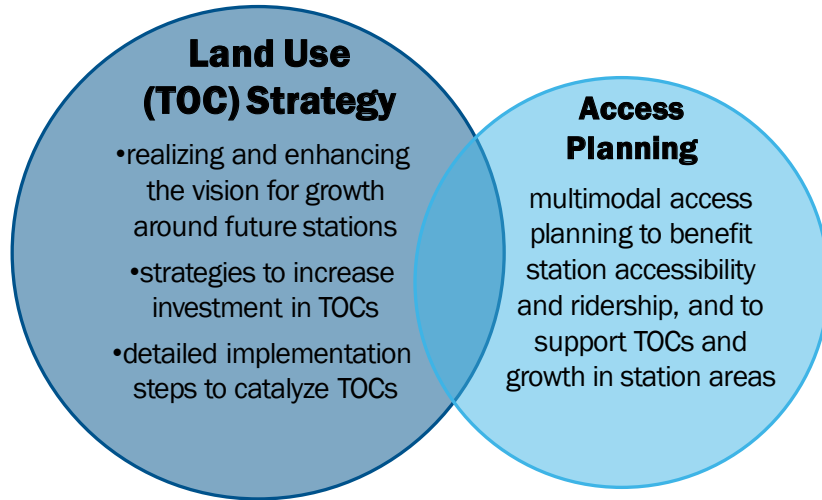 Land Use
(TOC) Strategy
•realizing and enhancing
the vision for growth
around future stations
•strategies to increase
investment in TOCs
•detailed implementation
steps to catalyze TOCs
Access
Planning
multimodal access
planning to benefit
station accessibility
and ridership, and to
support TOCs and
growth in station areas